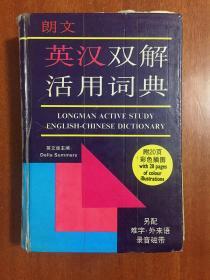 朗文
英汉双解
活用词典
LONGMAN ACTIVE STUDY
ENGLISH-CHINESE DICTIONARY
英文版主编:
Della Summers
附20页
彩色插图
with 20 pages
of colour
illustrations
另配
难字·外来语
录音磁带